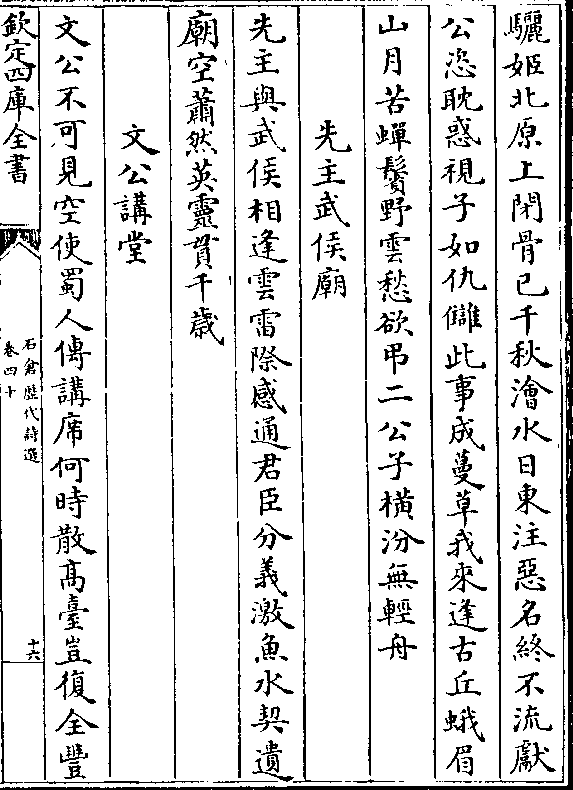 驪姬北原上閉骨已千秋澮水日東注惡名終不流獻
公恣耽惑視子如仇讎此事成蔓草我來逢古丘蛾眉
山月苦蟬鬢野雲愁欲弔二公子橫汾無輕舟
先主武侯廟
先主與武侯相逢雲雷際感通君臣分義激魚水契遺
廟空蕭然英靈貫千歳
文公講堂
文公不可見空使蜀人傳講席何時散髙臺豈復全豐
欽定四庫全書
石倉歴代詩選
卷四十
十六